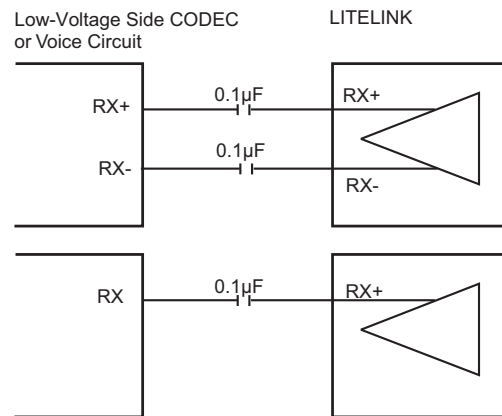 Low-Voltage Side CODEC
or Voice Circuit
LITELINK
0.1µF
RX+
RX+
0.1µF
RX-
RX-
0.1µF
RX
RX+